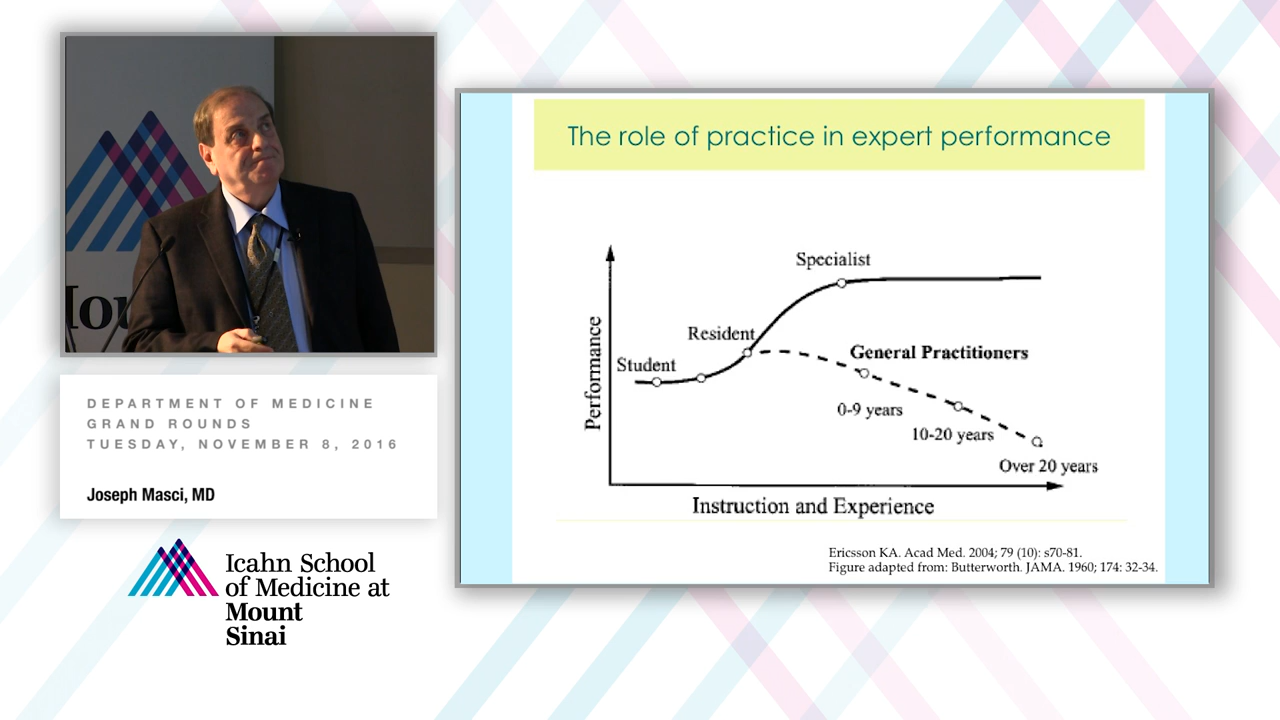 DEPARTMENT OF MEDICINE
GRAND ROUNDS
TUESDAY, NOVEMBER 8, 2016
Joseph Masci, MD
Icahn School
of Medicine at
Mount
Sinai
The role of practice in expert performance
Specialist
Resident
Student
General Practitioners
0-9 years
10-20 years
Over 20 years
Performance
Instruction and Experience
Ericsson KA. Acad Med. 2004; 79 (10): s70-81.
Figure adapted from: Butterworth. JAMA. 1960; 174: 32-34.